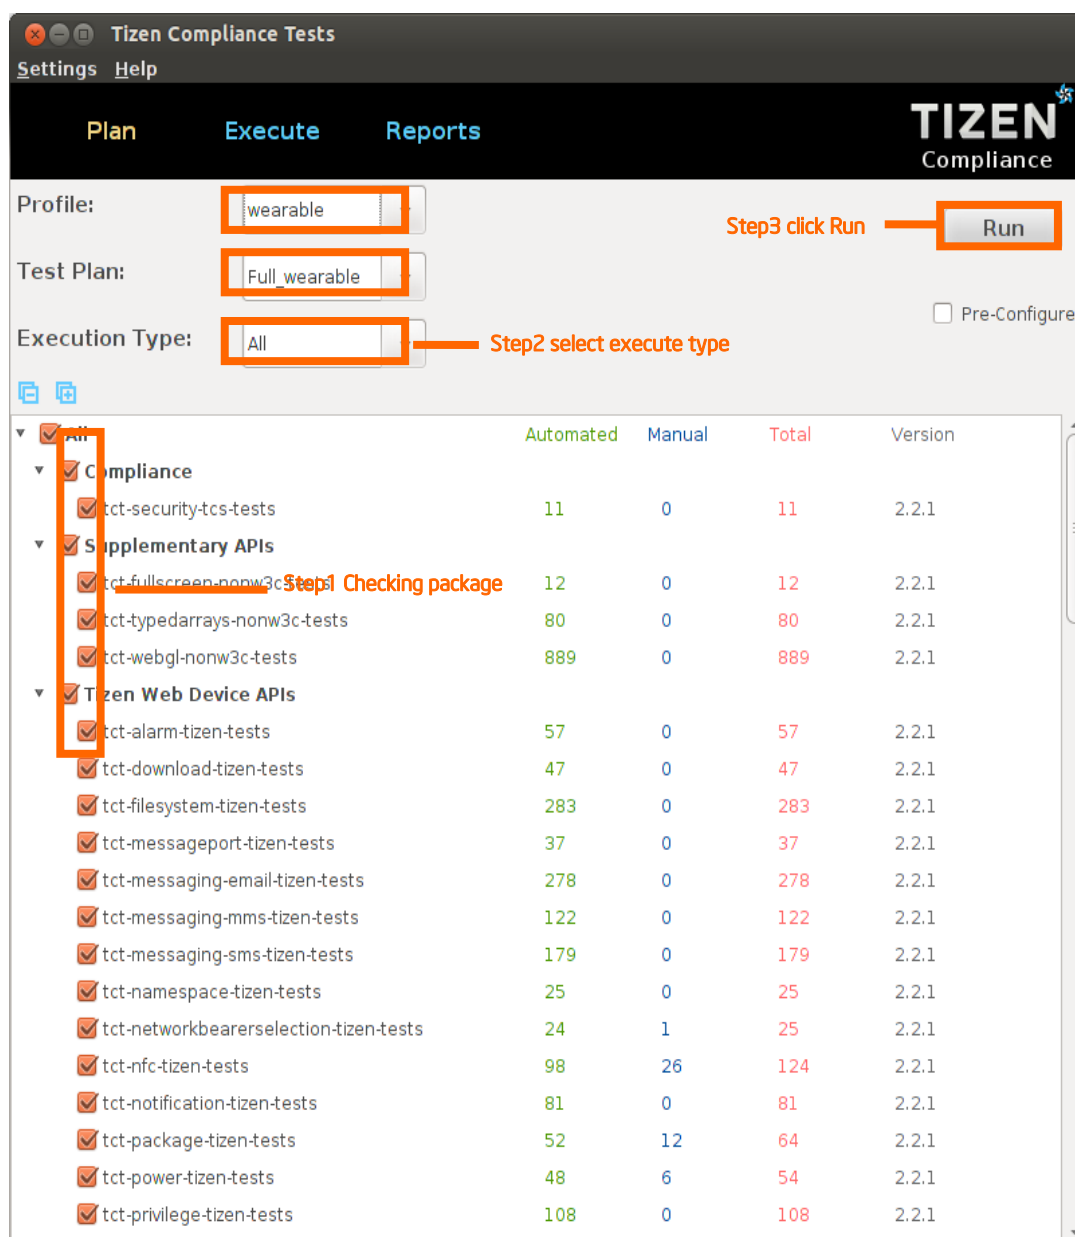 Tizen Compliance Tests
Settings Help
Plan Execute Reports
TIZEN
Compliance
Profile: wearable
Step3 click Run Run
Test Plan: Full_wearable
Pre-Configure
Execution Type: All Step2 select execute type
All Automated Manual Total Version
Compliance
tct-security-tcs-tests 11 0 11 2.2.1
Supplementary APIs
tct-fullscreen-nonw3c-tests Step1 Checking package 12 0 12 2.2.1
tct-typedarrays-nonw3c-tests 80 0 80 2.2.1
tct-webgl-nonw3c-tests 889 0 889 2.2.1
Tizen Web Device APIs
tct-alarm-tizen-tests 57 0 57 2.2.1
tct-download-tizen-tests 47 0 47 2.2.1
tct-filesystem-tizen-tests 283 0 283 2.2.1
tct-messageport-tizen-tests 37 0 37 2.2.1
tct-messaging-email-tizen-tests 278 0 278 2.2.1
tct-messaging-mms-tizen-tests 122 0 122 2.2.1
tct-messaging-sms-tizen-tests 179 0 179 2.2.1
tct-namespace-tizen-tests 25 0 25 2.2.1
tct-networkbearerselection-tizen-tests 24 1 25 2.2.1
tct-nfc-tizen-tests 98 26 124 2.2.1
tct-notification-tizen-tests 81 0 81 2.2.1
tct-package-tizen-tests 52 12 64 2.2.1
tct-power-tizen-tests 48 6 54 2.2.1
tct-privilege-tizen-tests 108 0 108 2.2.1